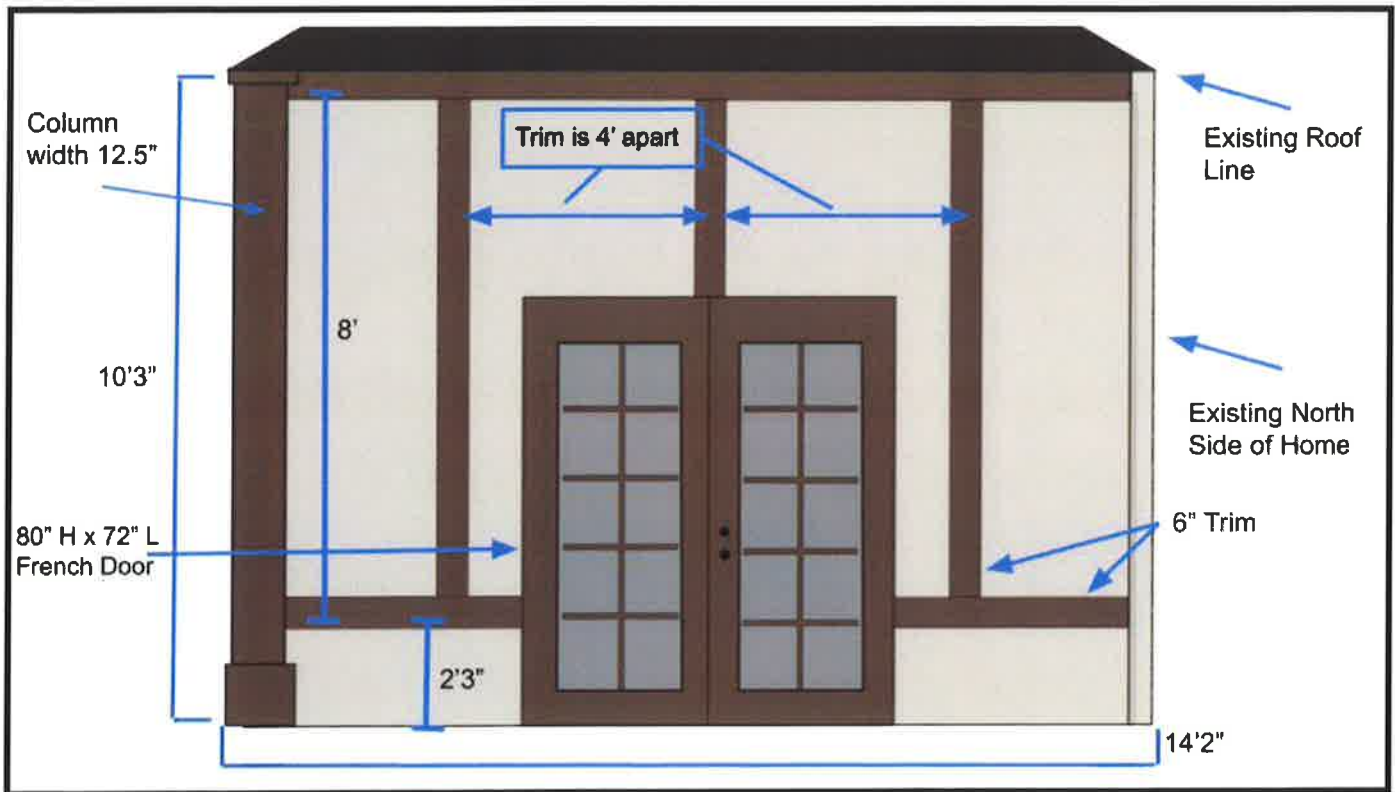 Column
width 12.5"
Trim is 4' apart
Existing Roof
Line
8'
10'3"
Existing North
Side of Home
80" H x 72" L
French Door
6" Trim
2'3"
14'2"